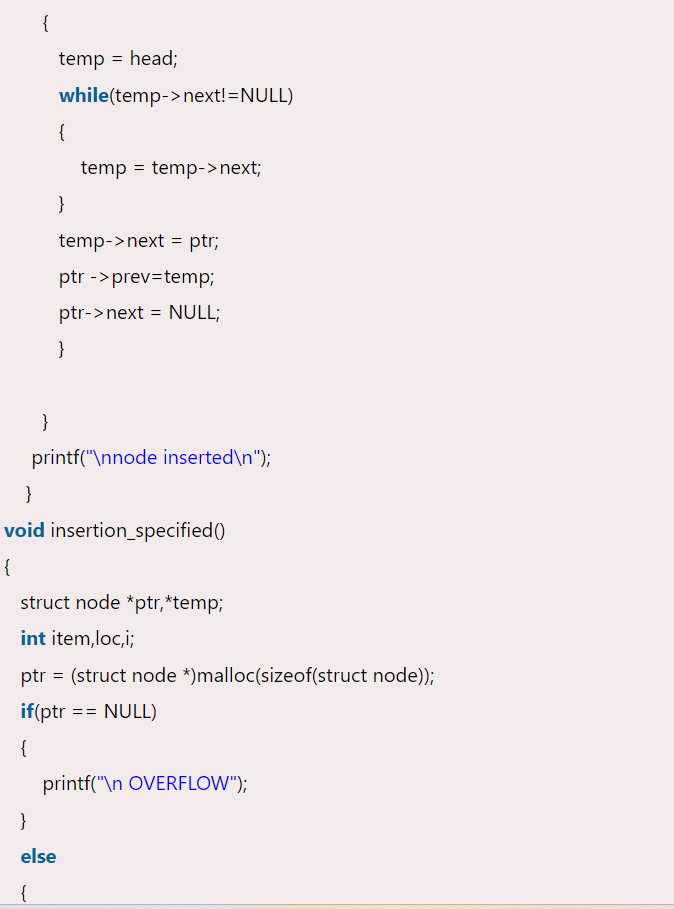 {
temp = head;
while(temp->next!=NULL)
{
temp = temp->next;
}
temp->next = ptr;
ptr ->prev=temp;
ptr->next = NULL;
}
}
printf("\nnode inserted\n");
}
void insertion_specified()
{
struct node *ptr,*temp;
int item,loc,i;
ptr = (struct node *)malloc(sizeof(struct node));
if(ptr == NULL)
{
printf("\n OVERFLOW");
}
else
{